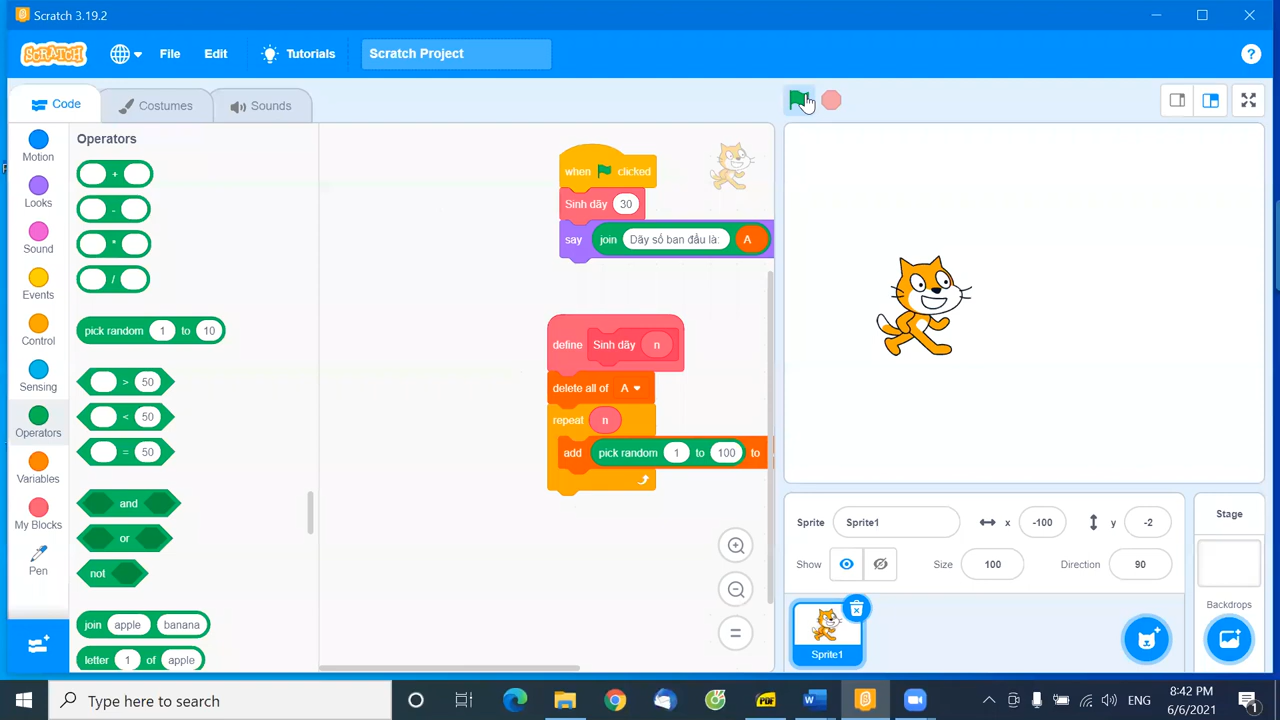 Scratch 3.19.2
SCRATCH File Edit Tutorials Scratch Project ?
Code Costumes Sounds
Motion
Looks
Sound
Events
Control
Sensing
Operators
Variables
My Blocks
Pen
Operators
+
-
*
/
pick random 1 to 10
> 50
< 50
= 50
and
or
not
join apple banana
letter 1 of apple
when clicked
Sinh dãy 30
say join Dãy số ban đầu là: A
define Sinh dãy n
delete all of A
repeat n
add pick random 1 to 100 to
Sprite Sprite1 x -100 y -2
Show Size 100 Direction 90
Sprite1
Stage
Backdrops
Type here to search
ENG
8:42 PM
6/6/2021
1